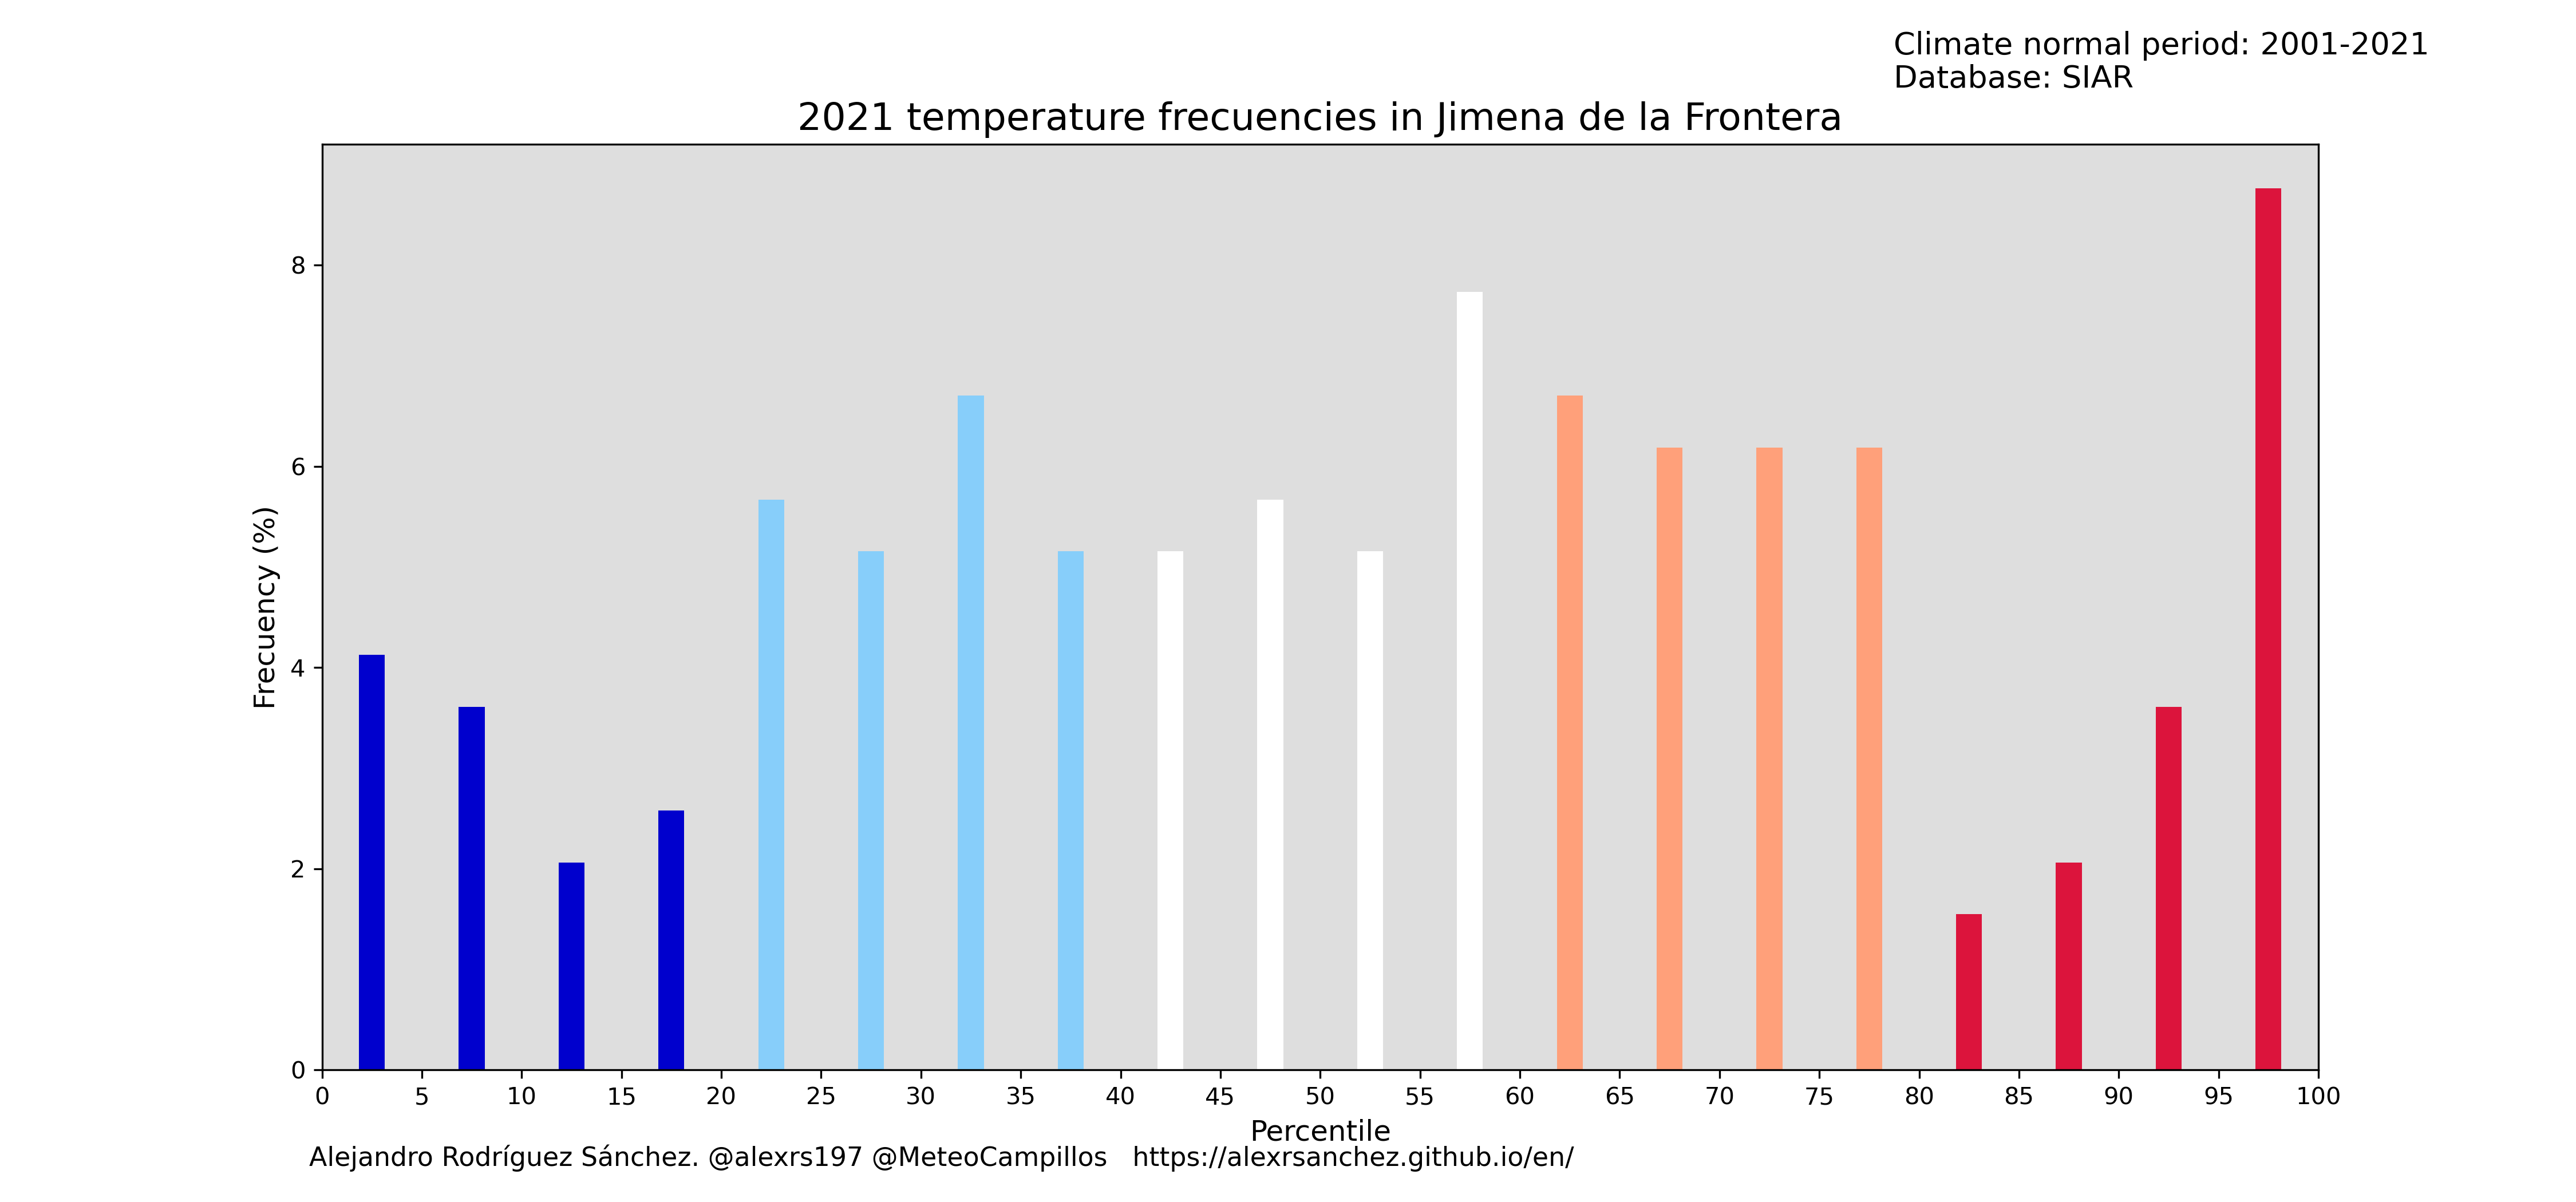 Climate normal period: 2001-2021
Database: SIAR
2021 temperature frecuencies in Jimena de la Frontera
8
6
4
2
0
Frecuency (%)
0 5 10 15 20 25 30 35 40 45 50 55 60 65 70 75 80 85 90 95 100
Percentile
Alejandro Rodríguez Sánchez. @alexrs197 @MeteoCampillos https://alexrsanchez.github.io/en/